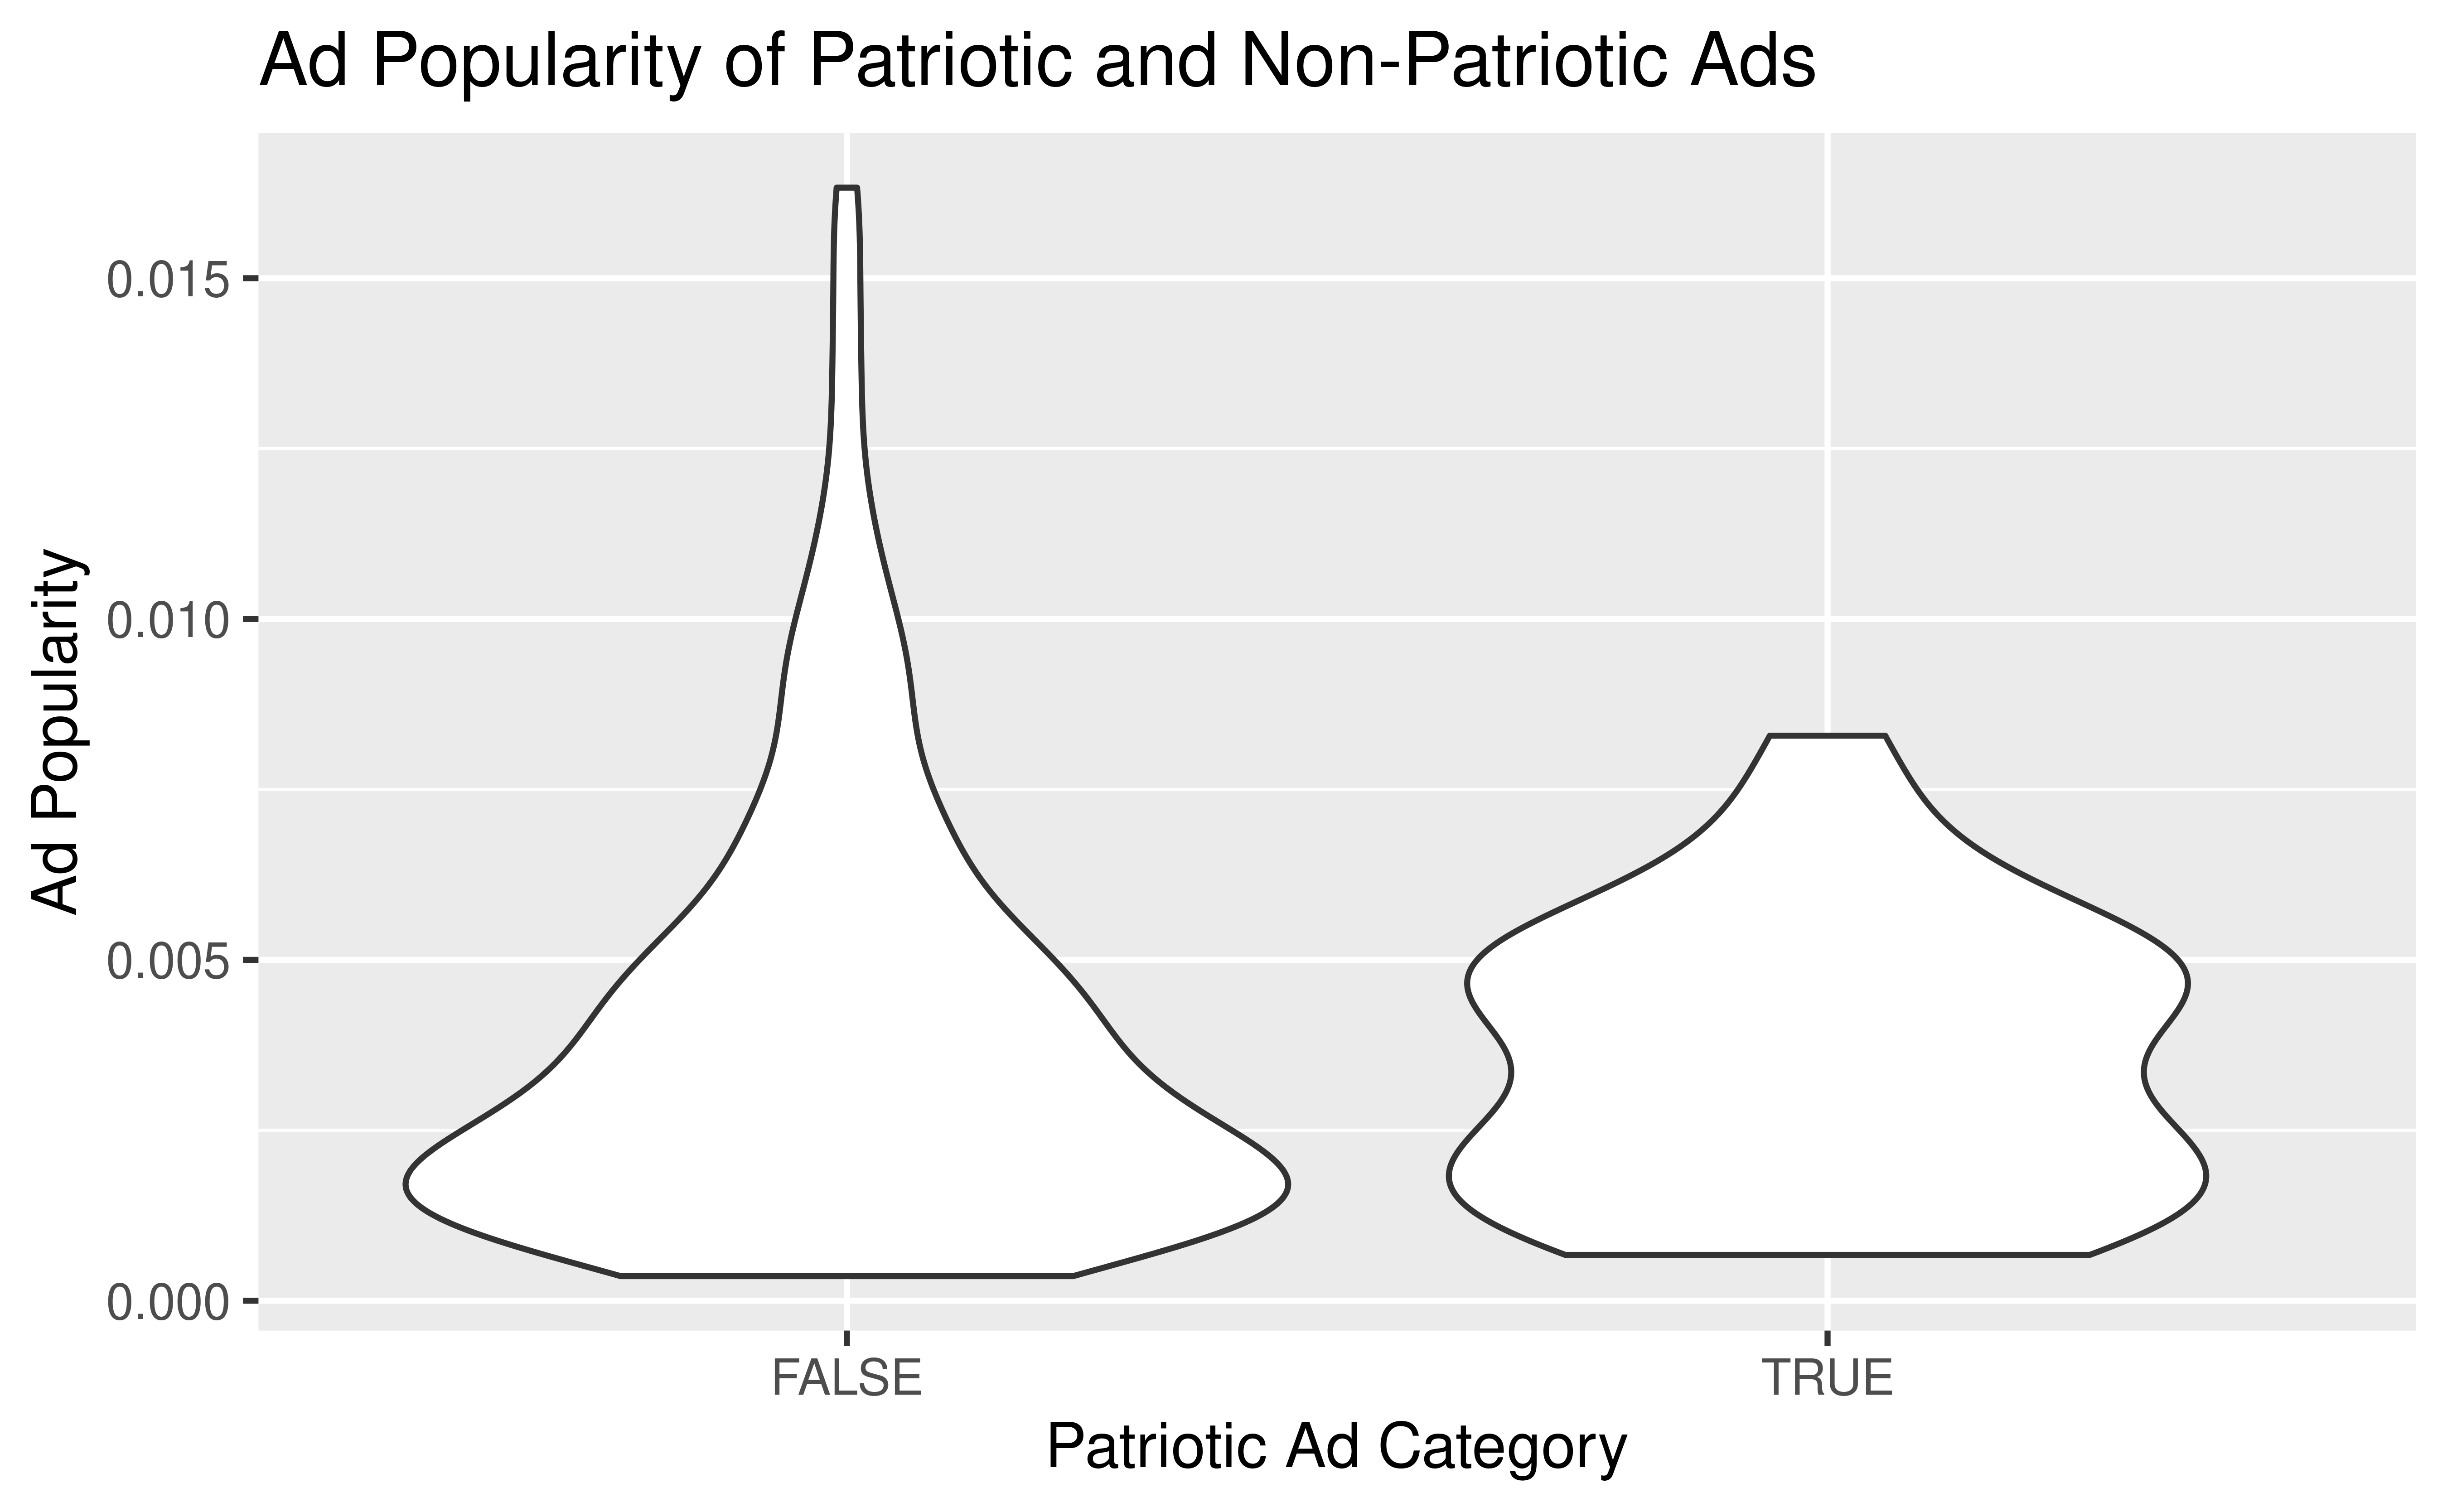 Ad Popularity of Patriotic and Non-Patriotic Ads
Ad Popularity
0.015
0.010
0.005
0.000
FALSE
TRUE
Patriotic Ad Category